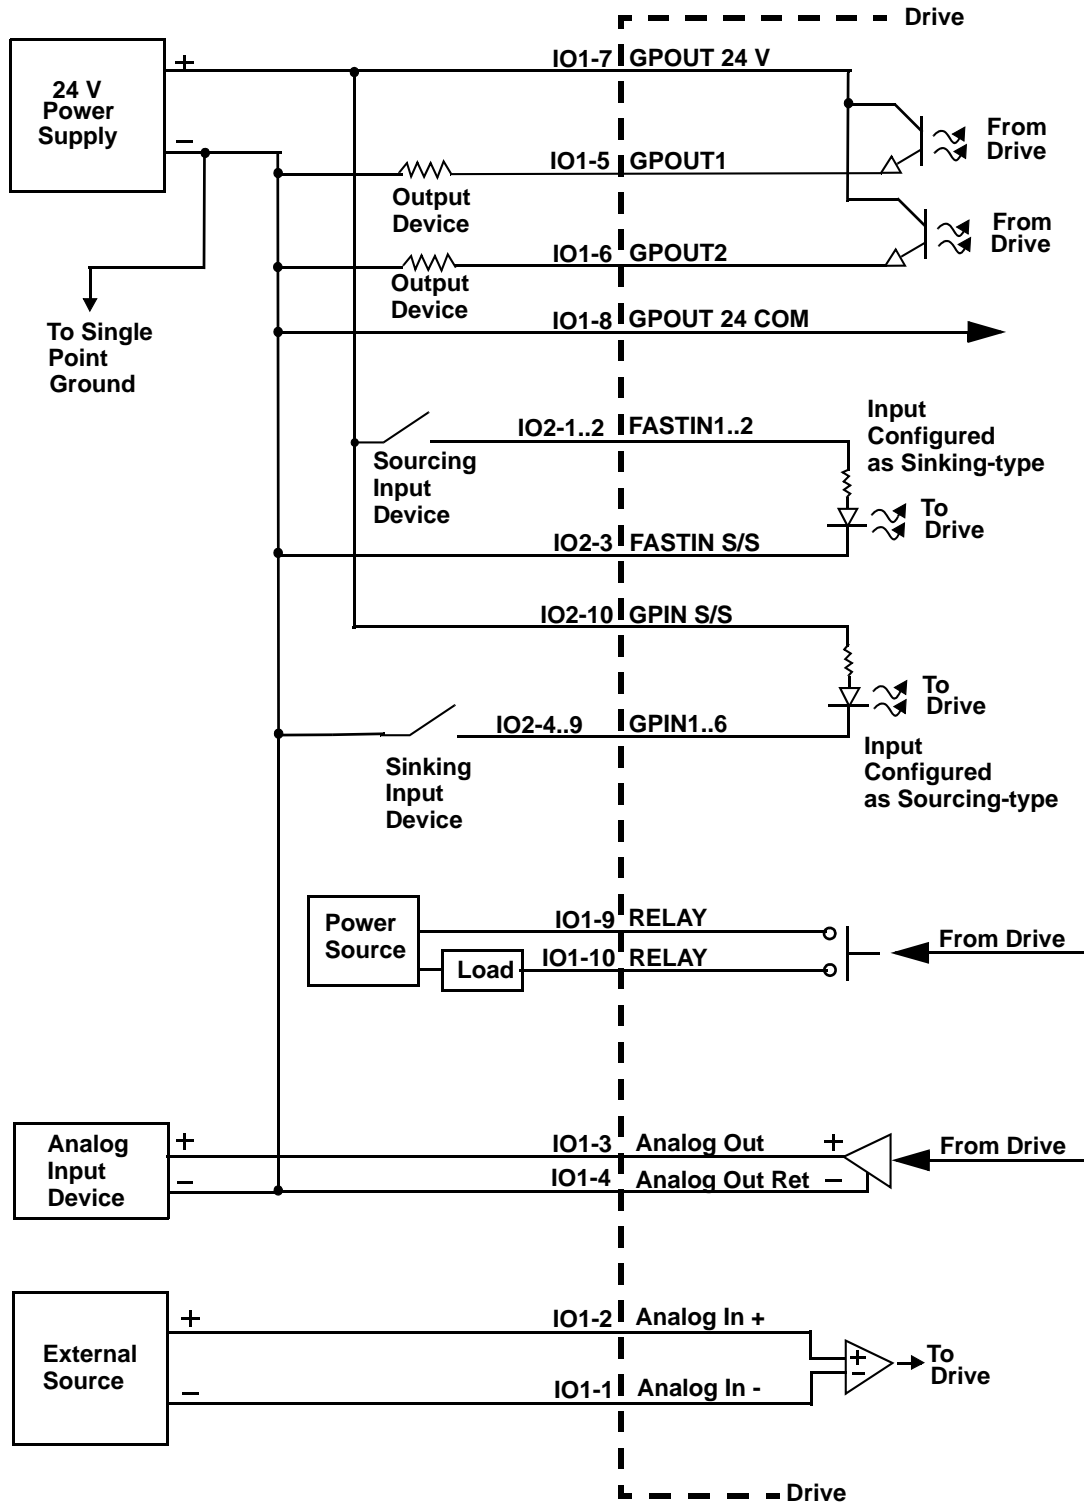 Drive
24 V
Power
Supply
+
−
IO1-7 GPOUT 24 V
From
Drive
IO1-5 GPOUT1
Output
Device
From
Drive
IO1-6 GPOUT2
Output
Device
IO1-8 GPOUT 24 COM
To Single
Point
Ground
Input
Configured
as Sinking-type
IO2-1..2 FASTIN1..2
Sourcing
Input
Device
To
Drive
IO2-3 FASTIN S/S
IO2-10 GPIN S/S
To
Drive
IO2-4..9 GPIN1..6
Sinking
Input
Device
Input
Configured
as Sourcing-type
Power
Source
IO1-9 RELAY
Load
IO1-10 RELAY
From Drive
Analog
Input
Device
+
−
IO1-3 Analog Out +
IO1-4 Analog Out Ret −
From Drive
External
Source
+
−
IO1-2 Analog In +
IO1-1 Analog In -
+
−
To
Drive
Drive